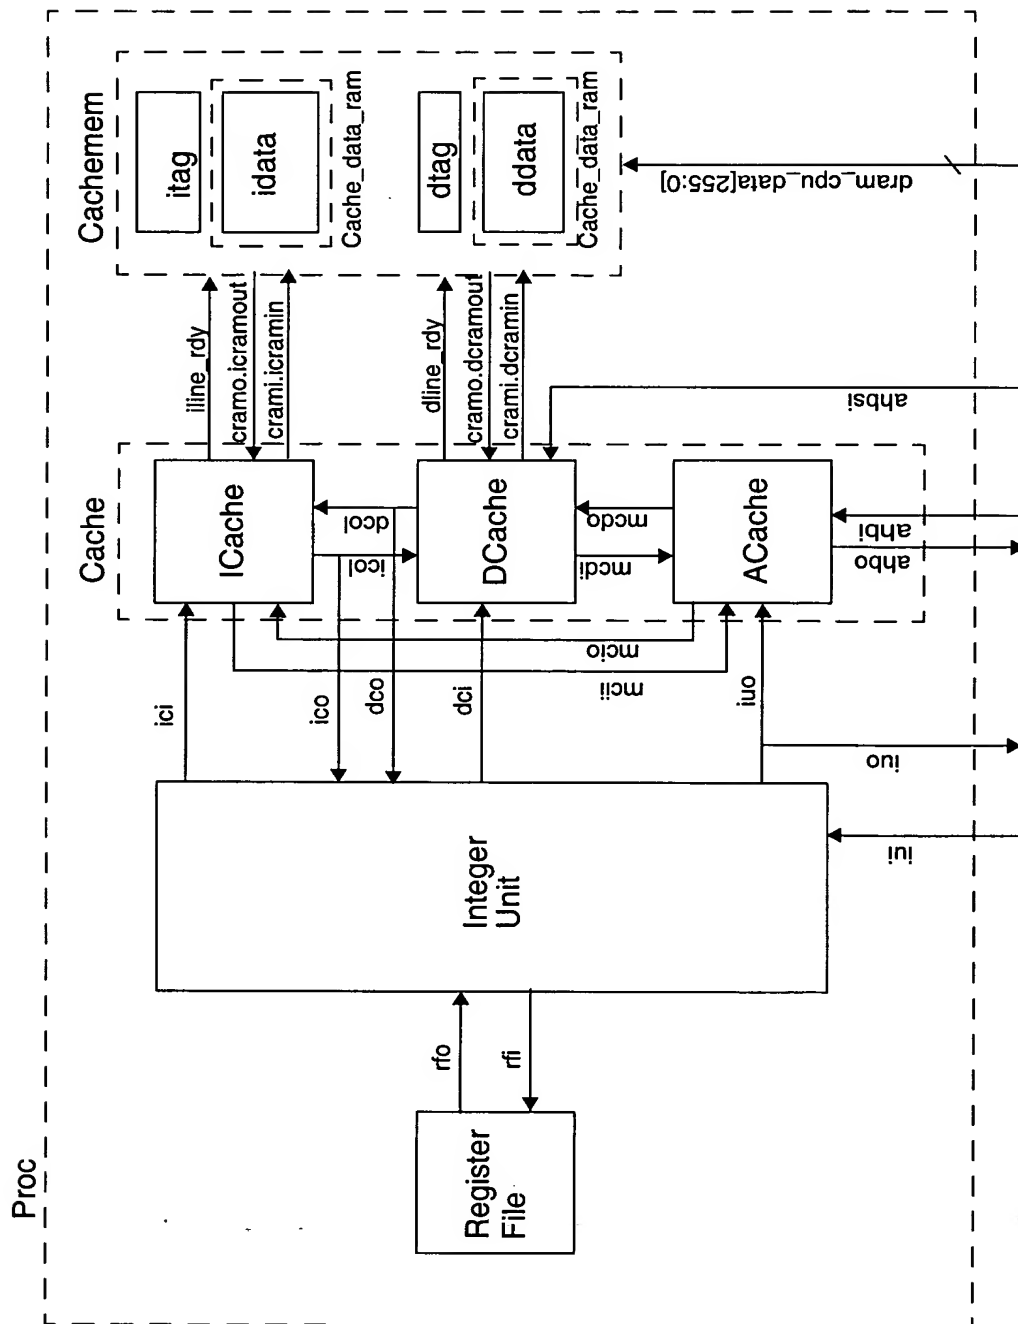 Proc
Cachemem
itag
idata
Cache_data_ram
dtag
ddata
Cache_data_ram
dram_cpu_data[255:0]
iline_rdy
cramo.icramout
crami.icramin
dline_rdy
cramo.dcramout
crami.dcramin
ahbsi
Cache
ICache
dcol
icol
DCache
mcdo
mcdi
ACache
ahbi
ahbo
mcio
mcii
ici
ico
dco
dci
iuo
iuo
iui
Integer
Unit
rfo
rfi
Register
File